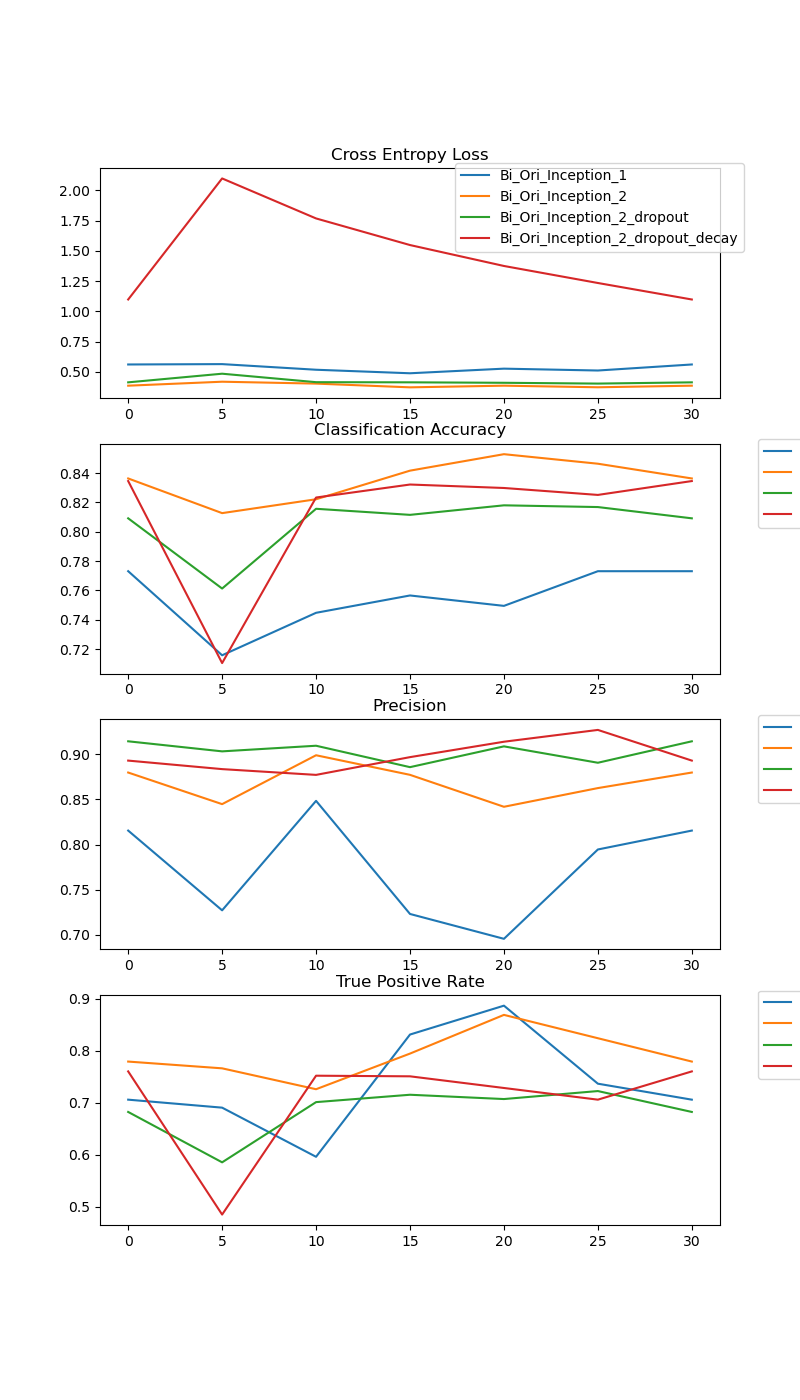 Cross Entropy Loss
Bi_Ori_Inception_1
Bi_Ori_Inception_2
Bi_Ori_Inception_2_dropout
Bi_Ori_Inception_2_dropout_decay
2.00
1.75
1.50
1.25
1.00
0.75
0.50
0 5 10 15 20 25 30
Classification Accuracy
0.84
0.82
0.80
0.78
0.76
0.74
0.72
0 5 10 15 20 25 30
Precision
0.90
0.85
0.80
0.75
0.70
0 5 10 15 20 25 30
True Positive Rate
0.9
0.8
0.7
0.6
0.5
0 5 10 15 20 25 30